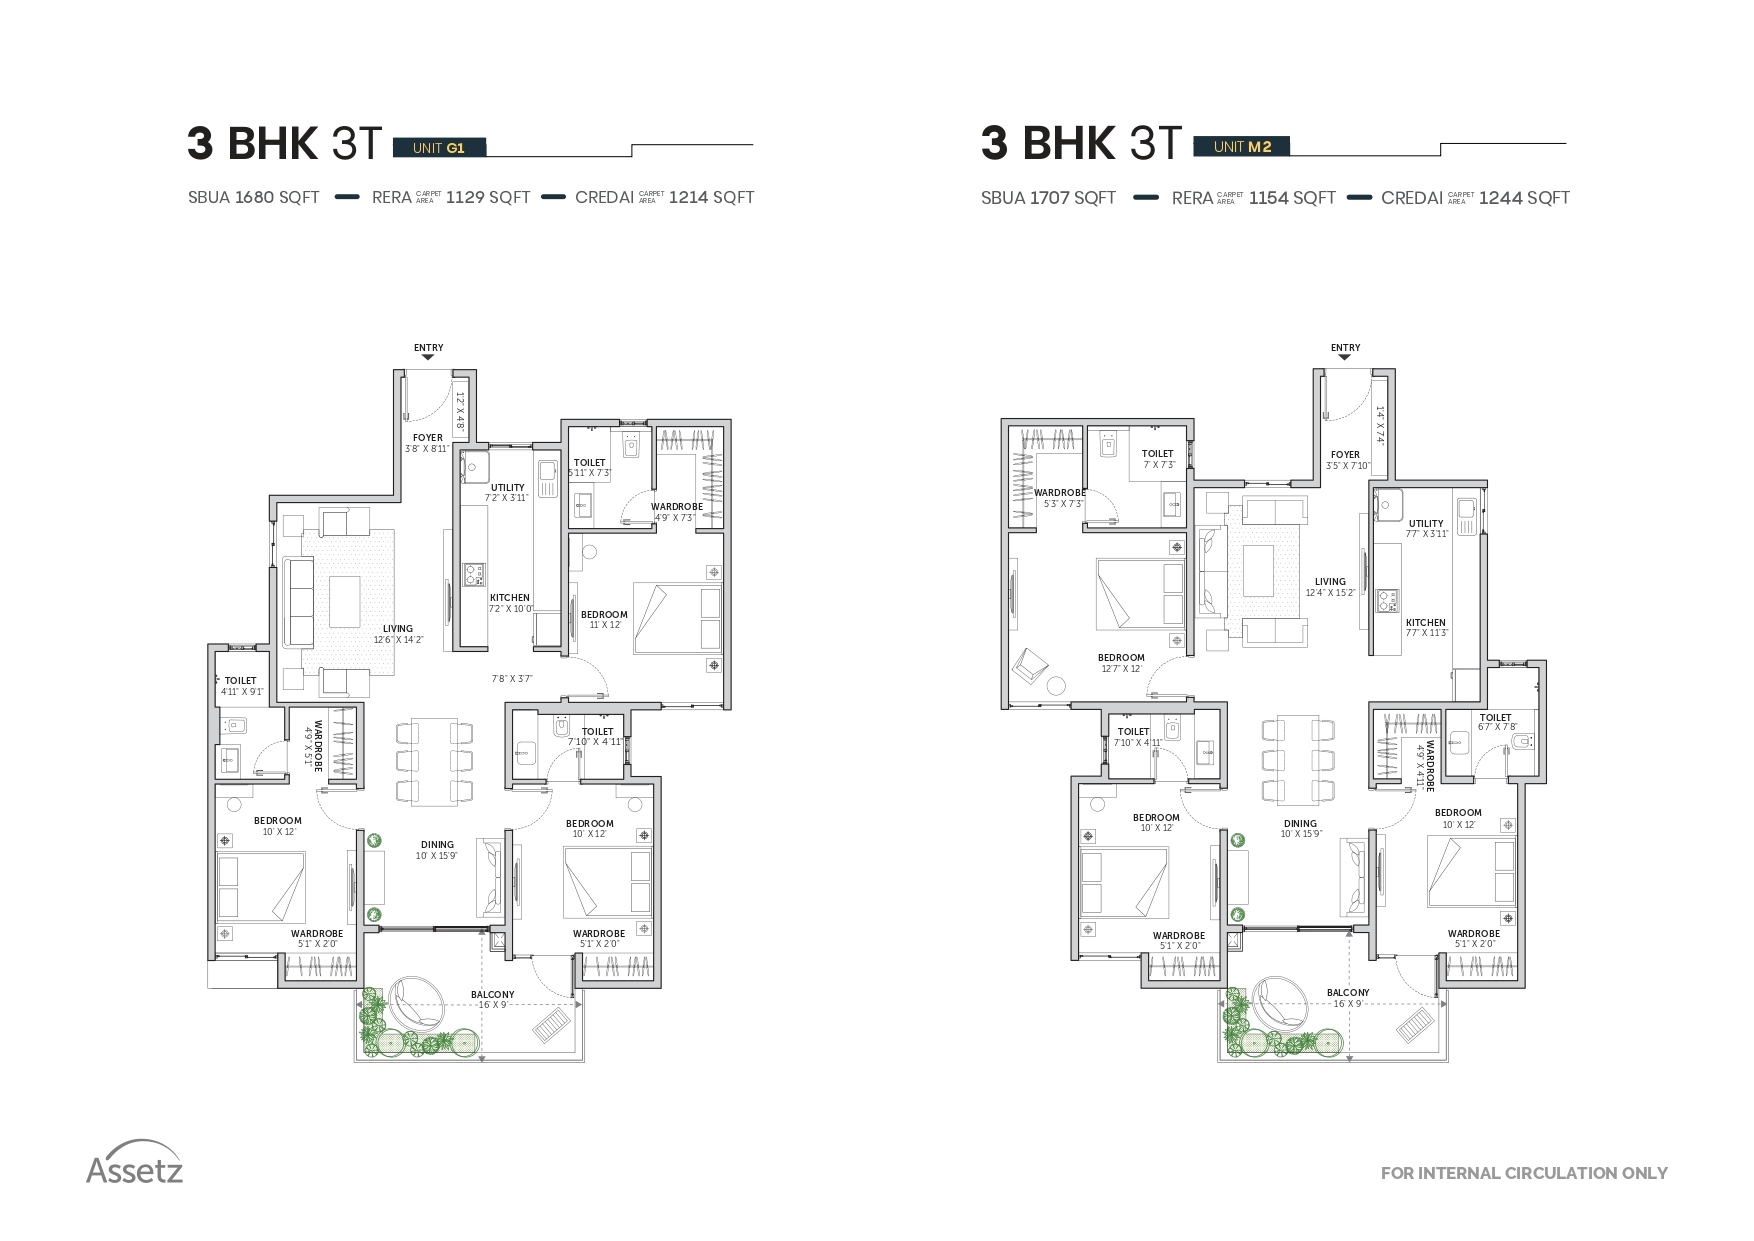 3 BHK 3T UNIT G1
SBUA 1680 SQFT — RERA CARPET AREA 1129 SQFT — CREDAI CARPET AREA 1214 SQFT
ENTRY
1'2" X 4'8"
FOYER
3'8" X 8'11"
UTILITY
7'2" X 3'11"
TOILET
5'11" X 7'3"
WARDROBE
4'9" X 7'3"
KITCHEN
7'2" X 10'0"
BEDROOM
11' X 12'
LIVING
12'6" X 14'2"
7'8" X 3'7"
TOILET
4'11" X 9'1"
WARDROBE
4'9" X 5'1"
TOILET
7'10" X 4'11"
BEDROOM
10' X 12'
BEDROOM
10' X 12'
DINING
10' X 15'9"
WARDROBE
5'1" X 2'0"
WARDROBE
5'1" X 2'0"
BALCONY
16' X 9'
3 BHK 3T UNIT M2
SBUA 1707 SQFT — RERA CARPET AREA 1154 SQFT — CREDAI CARPET AREA 1244 SQFT
ENTRY
1'4" X 7'4"
FOYER
3'5" X 7'10"
TOILET
7' X 7'3"
WARDROBE
5'3" X 7'3"
UTILITY
7'7" X 3'11"
LIVING
12'4" X 15'2"
KITCHEN
7'7" X 11'3"
BEDROOM
12'7" X 12'
TOILET
7'10" X 4'11"
TOILET
6'7" X 7'8"
WARDROBE
4'9" X 4'11"
BEDROOM
10' X 12'
BEDROOM
10' X 12'
DINING
10' X 15'9"
WARDROBE
5'1" X 2'0"
WARDROBE
5'1" X 2'0"
BALCONY
16' X 9'
Assetz
FOR INTERNAL CIRCULATION ONLY